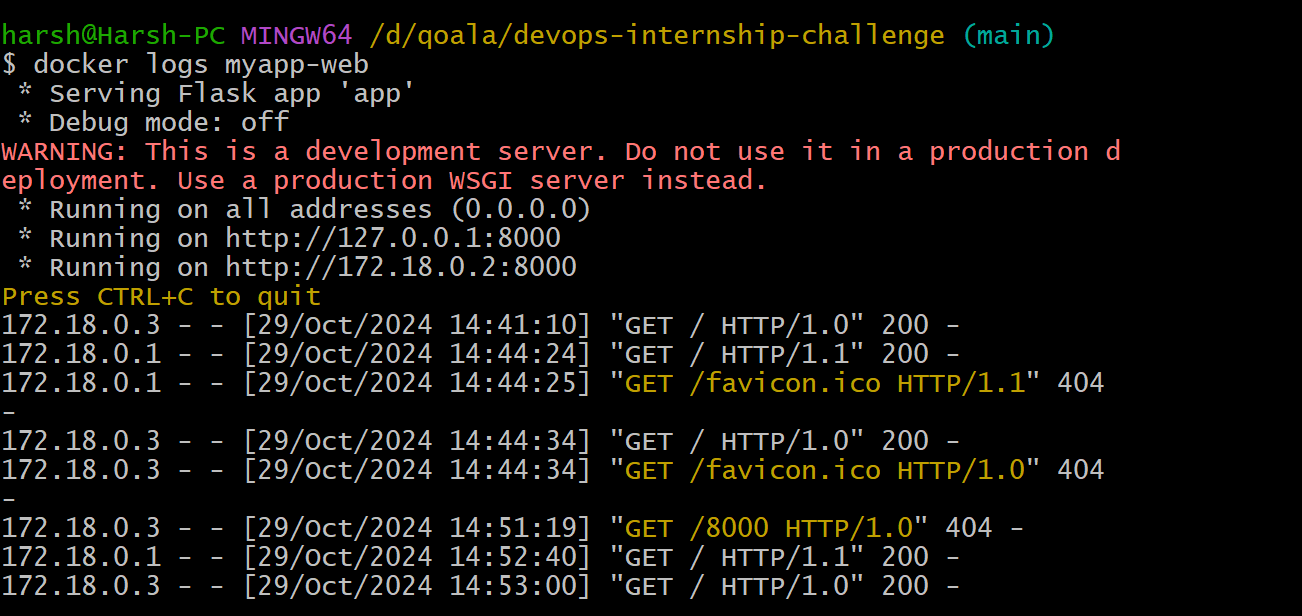 harsh@Harsh-PC MINGW64 /d/qoala/devops-internship-challenge (main)
$ docker logs myapp-web
 * Serving Flask app 'app'
 * Debug mode: off
WARNING: This is a development server. Do not use it in a production d
eployment. Use a production WSGI server instead.
 * Running on all addresses (0.0.0.0)
 * Running on http://127.0.0.1:8000
 * Running on http://172.18.0.2:8000
Press CTRL+C to quit
172.18.0.3 - - [29/Oct/2024 14:41:10] "GET / HTTP/1.0" 200 -
172.18.0.1 - - [29/Oct/2024 14:44:24] "GET / HTTP/1.1" 200 -
172.18.0.1 - - [29/Oct/2024 14:44:25] "GET /favicon.ico HTTP/1.1" 404
-
172.18.0.3 - - [29/Oct/2024 14:44:34] "GET / HTTP/1.0" 200 -
172.18.0.3 - - [29/Oct/2024 14:44:34] "GET /favicon.ico HTTP/1.0" 404
-
172.18.0.3 - - [29/Oct/2024 14:51:19] "GET /8000 HTTP/1.0" 404 -
172.18.0.1 - - [29/Oct/2024 14:52:40] "GET / HTTP/1.1" 200 -
172.18.0.3 - - [29/Oct/2024 14:53:00] "GET / HTTP/1.0" 200 -